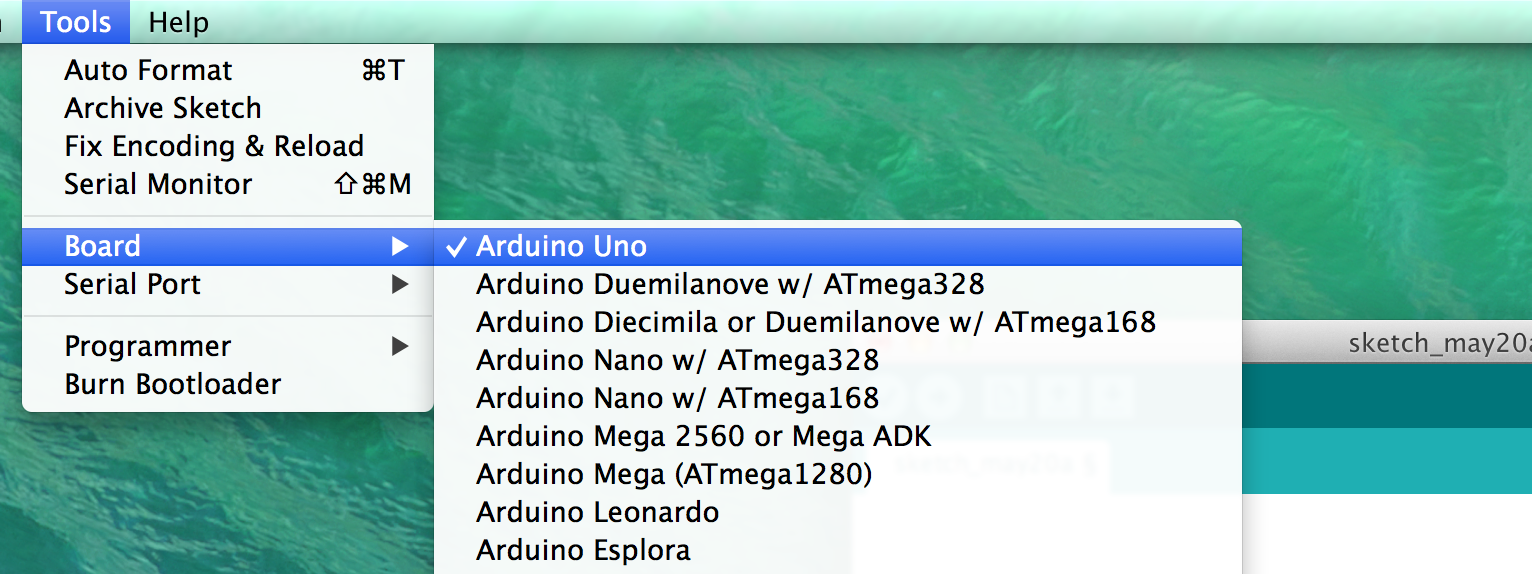 Tools Help
Auto Format ⌘T
Archive Sketch
Fix Encoding & Reload
Serial Monitor ⇧⌘M
Board ▶
Serial Port ▶
Programmer ▶
Burn Bootloader
✓ Arduino Uno
Arduino Duemilanove w/ ATmega328
Arduino Diecimila or Duemilanove w/ ATmega168
Arduino Nano w/ ATmega328
Arduino Nano w/ ATmega168
Arduino Mega 2560 or Mega ADK
Arduino Mega (ATmega1280)
Arduino Leonardo
Arduino Esplora
sketch_may20a